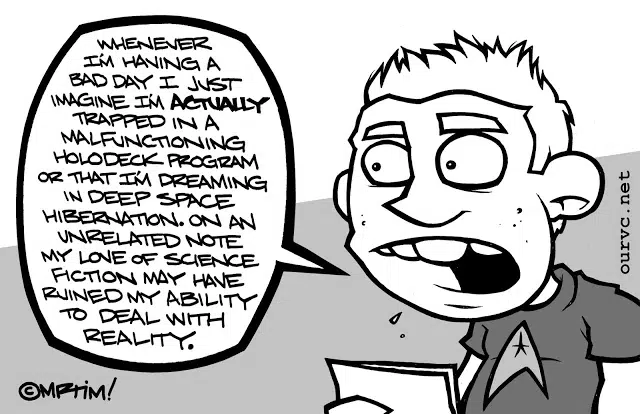 WHENEVER
I'M HAVING A
BAD DAY I JUST
IMAGINE I'M ACTUALLY
TRAPPED IN A
MALFUNCTIONING
HOLODECK PROGRAM
OR THAT I'M DREAMING
IN DEEP SPACE
HIBERNATION. ON AN
UNRELATED NOTE
MY LOVE OF SCIENCE
FICTION MAY HAVE
RUINED MY ABILITY
TO DEAL WITH
REALITY.
©MRTIM!
ourvc.net